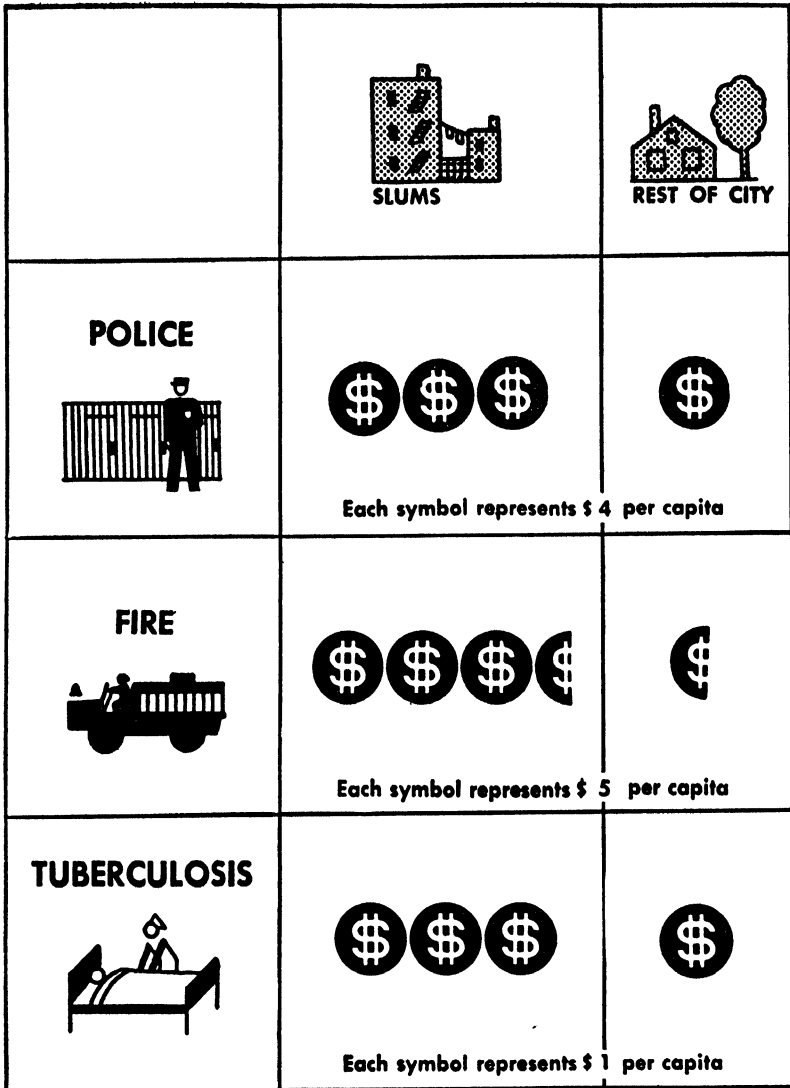 SLUMS
REST OF CITY
POLICE
$ $ $ $
Each symbol represents $ 4 per capita
FIRE
$ $ $ $ $
Each symbol represents $ 5 per capita
TUBERCULOSIS
$ $ $ $
Each symbol represents $ 1 per capita